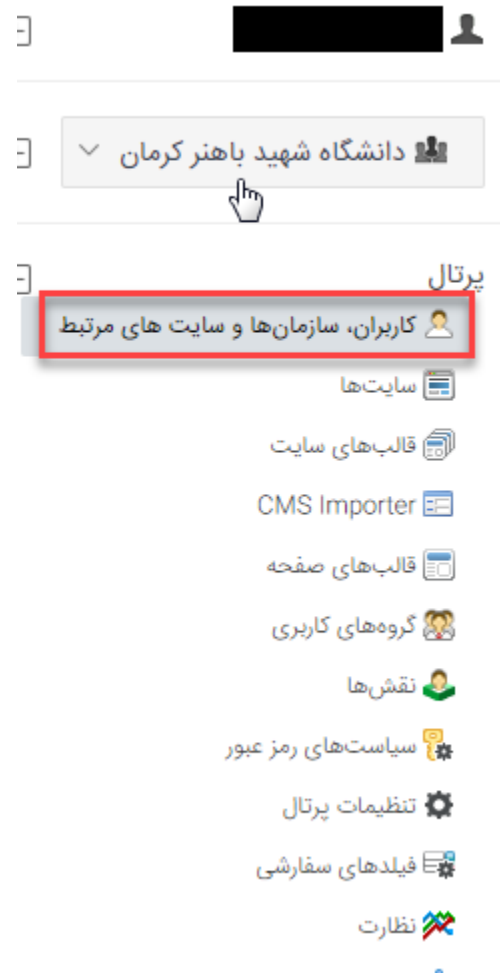 دانشگاه شهید باهنر کرمان
پرتال
کاربران، سازمان‌ها و سایت های مرتبط
سایت‌ها
قالب‌های سایت
CMS Importer
قالب‌های صفحه
گروه‌های کاربری
نقش‌ها
سیاست‌های رمز عبور
تنظیمات پرتال
فیلدهای سفارشی
نظارت